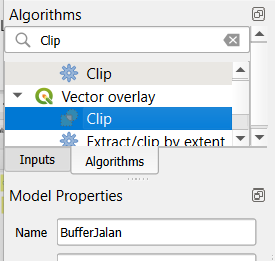 Algorithms
Clip
Clip
Vector overlay
Clip
Extract/clip by extent
Inputs
Algorithms
Model Properties
Name BufferJalan